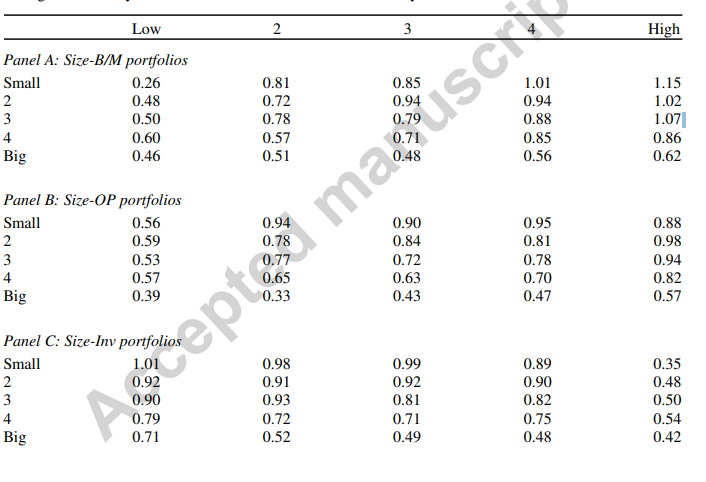 Low 2 3 4 High
Panel A: Size-B/M portfolios
Small 0.26 0.81 0.85 1.01 1.15
2 0.48 0.72 0.94 0.94 1.02
3 0.50 0.78 0.79 0.88 1.07
4 0.60 0.57 0.71 0.85 0.86
Big 0.46 0.51 0.48 0.56 0.62
Panel B: Size-OP portfolios
Small 0.56 0.94 0.90 0.95 0.88
2 0.59 0.78 0.84 0.81 0.98
3 0.53 0.77 0.72 0.78 0.94
4 0.57 0.65 0.63 0.70 0.82
Big 0.39 0.33 0.43 0.47 0.57
Panel C: Size-Inv portfolios
Small 1.01 0.98 0.99 0.89 0.35
2 0.92 0.91 0.92 0.90 0.48
3 0.90 0.93 0.81 0.82 0.50
4 0.79 0.72 0.71 0.75 0.54
Big 0.71 0.52 0.49 0.48 0.42
Accepted manuscrip